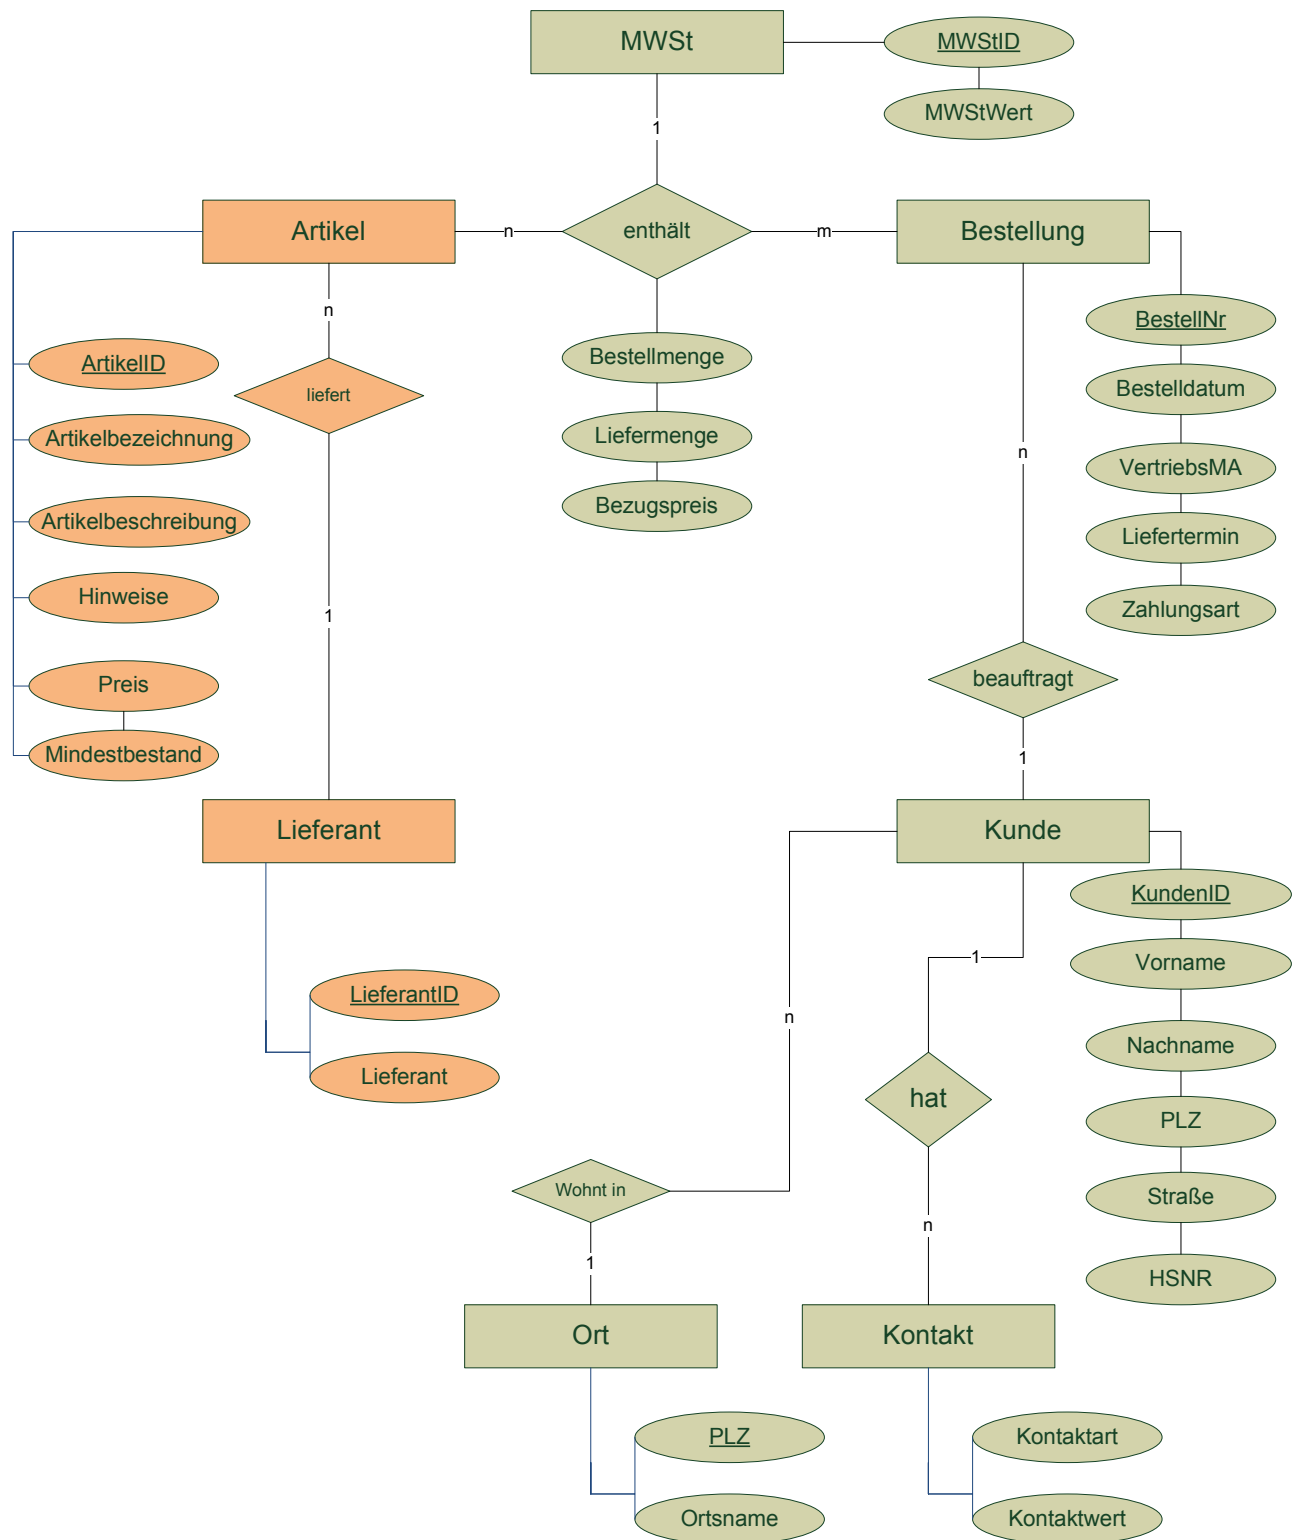 MWSt
MWStID
MWStWert
1
Artikel
n
enthält
m
Bestellung
n
ArtikelID
Artikelbezeichnung
Artikelbeschreibung
Hinweise
Preis
Mindestbestand
liefert
1
Bestellmenge
Liefermenge
Bezugspreis
n
BestellNr
Bestelldatum
VertriebsMA
Liefertermin
Zahlungsart
beauftragt
1
Lieferant
LieferantID
Lieferant
Kunde
KundenID
Vorname
Nachname
PLZ
Straße
HSNR
n
1
hat
Wohnt in
n
1
Ort
Kontakt
PLZ
Ortsname
Kontaktart
Kontaktwert